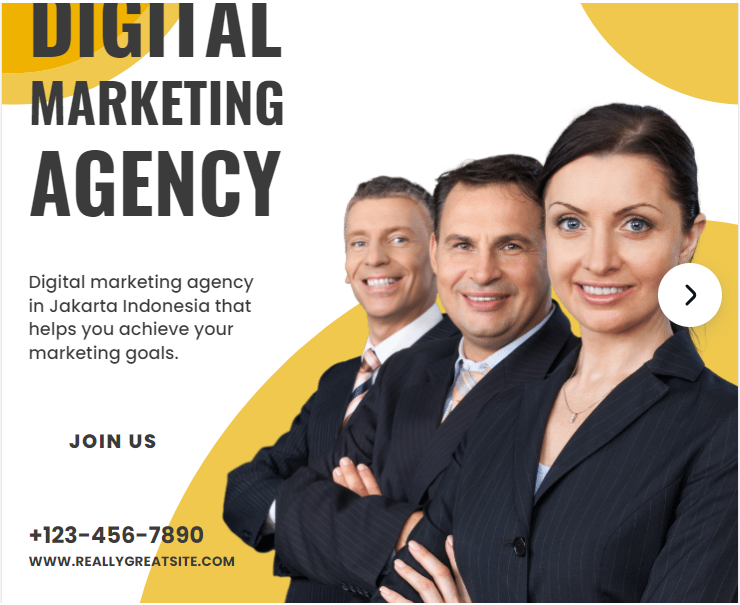 DIGITAL
MARKETING
AGENCY
Digital marketing agency
in Jakarta Indonesia that
helps you achieve your
marketing goals.
JOIN US
+123-456-7890
WWW.REALLYGREATSITE.COM